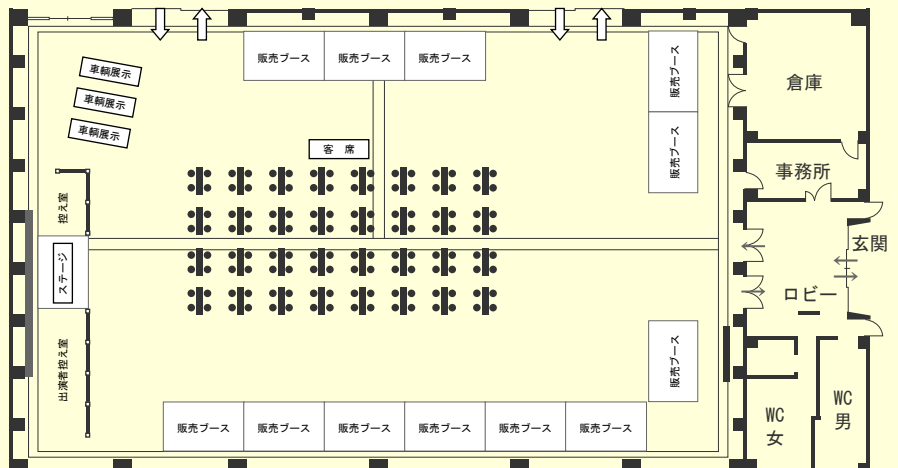 販売ブース
販売ブース
販売ブース
販売ブース
車輌展示
車輌展示
車輌展示
倉庫
販売ブース
客 席
事務所
控え室
玄関
ステージ
ロビー
出演者控え室
販売ブース
販売ブース
販売ブース
販売ブース
販売ブース
販売ブース
販売ブース
WC
女
WC
男